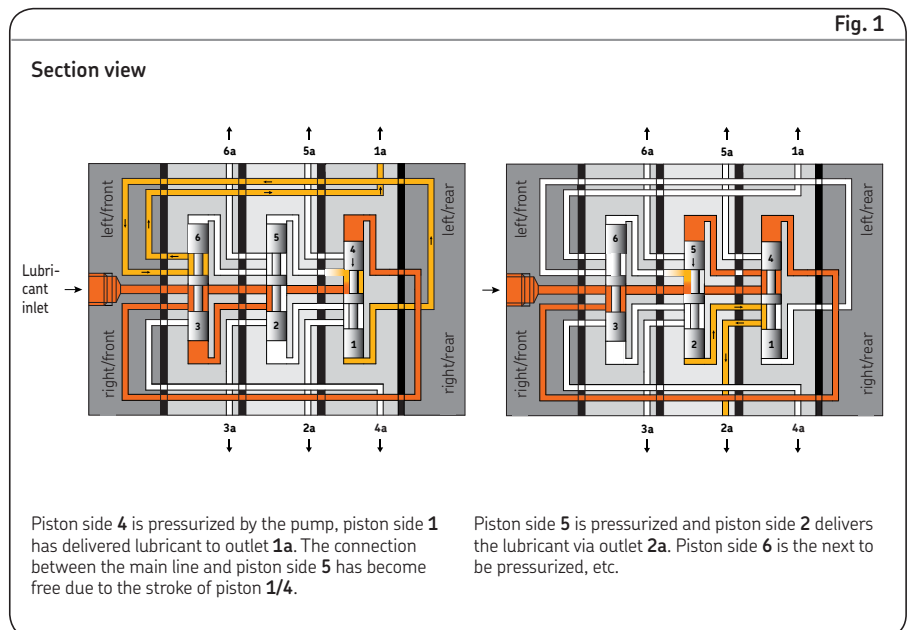 Fig. 1
Section view
6a
5a
1a
left/front
left/rear
6
5
4
Lubri-
cant
inlet
3
2
1
right/front
right/rear
3a
2a
4a
6a
5a
1a
left/front
left/rear
6
5
4
3
2
1
right/front
right/rear
3a
2a
4a
Piston side 4 is pressurized by the pump, piston side 1
has delivered lubricant to outlet 1a. The connection
between the main line and piston side 5 has become
free due to the stroke of piston 1/4.
Piston side 5 is pressurized and piston side 2 delivers
the lubricant via outlet 2a. Piston side 6 is the next to
be pressurized, etc.